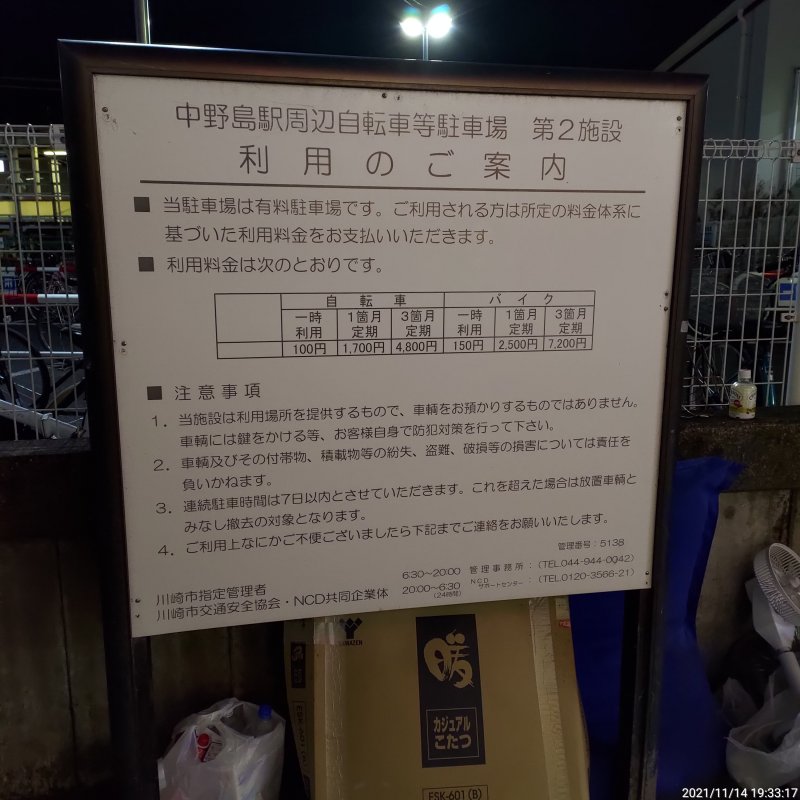 中野島駅周辺自転車等駐車場　第2施設
利用のご案内
■ 当駐車場は有料駐車場です。ご利用される方は所定の料金体系に
基づいた利用料金をお支払いいただきます。
■ 利用料金は次のとおりです。
自転車 バイク
一時利用 1箇月定期 3箇月定期 一時利用 1箇月定期 3箇月定期
100円 1,700円 4,800円 150円 2,500円 7,200円
■ 注意事項
1. 当施設は利用場所を提供するもので、車輌をお預かりするものではありません。
車輌には鍵をかける等、お客様自身で防犯対策を行って下さい。
2. 車輌及びその付帯物、積載物等の紛失、盗難、破損等の損害については責任を
負いかねます。
3. 連続駐車時間は7日以内とさせていただきます。これを超えた場合は放置車輌と
みなし撤去の対象となります。
4. ご利用上なにかご不便ございましたら下記までご連絡をお願いいたします。
管理番号：5138
川崎市指定管理者
川崎市交通安全協会・NCD共同企業体
6:30～20:00 管理事務所：（TEL044-944-0942）
20:00～6:30 NCDサポートセンター：（TEL0120-3566-21）
(24時間)
暖
カジュアル
こたつ
ESK-601(B)
2021/11/14 19:33:17